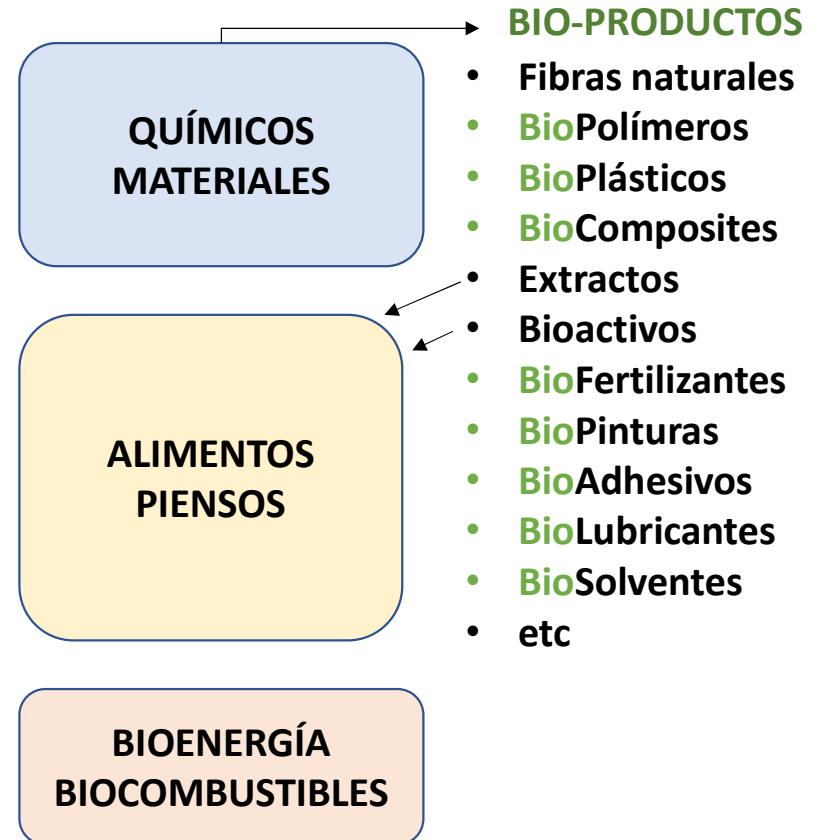 BIO-PRODUCTOS
QUÍMICOS
MATERIALES
• Fibras naturales
• BioPolímeros
• BioPlásticos
• BioComposites
• Extractos
• Bioactivos
• BioFertilizantes
• BioPinturas
• BioAdhesivos
• BioLubricantes
• BioSolventes
• etc
ALIMENTOS
PIENSOS
BIOENERGÍA
BIOCOMBUSTIBLES